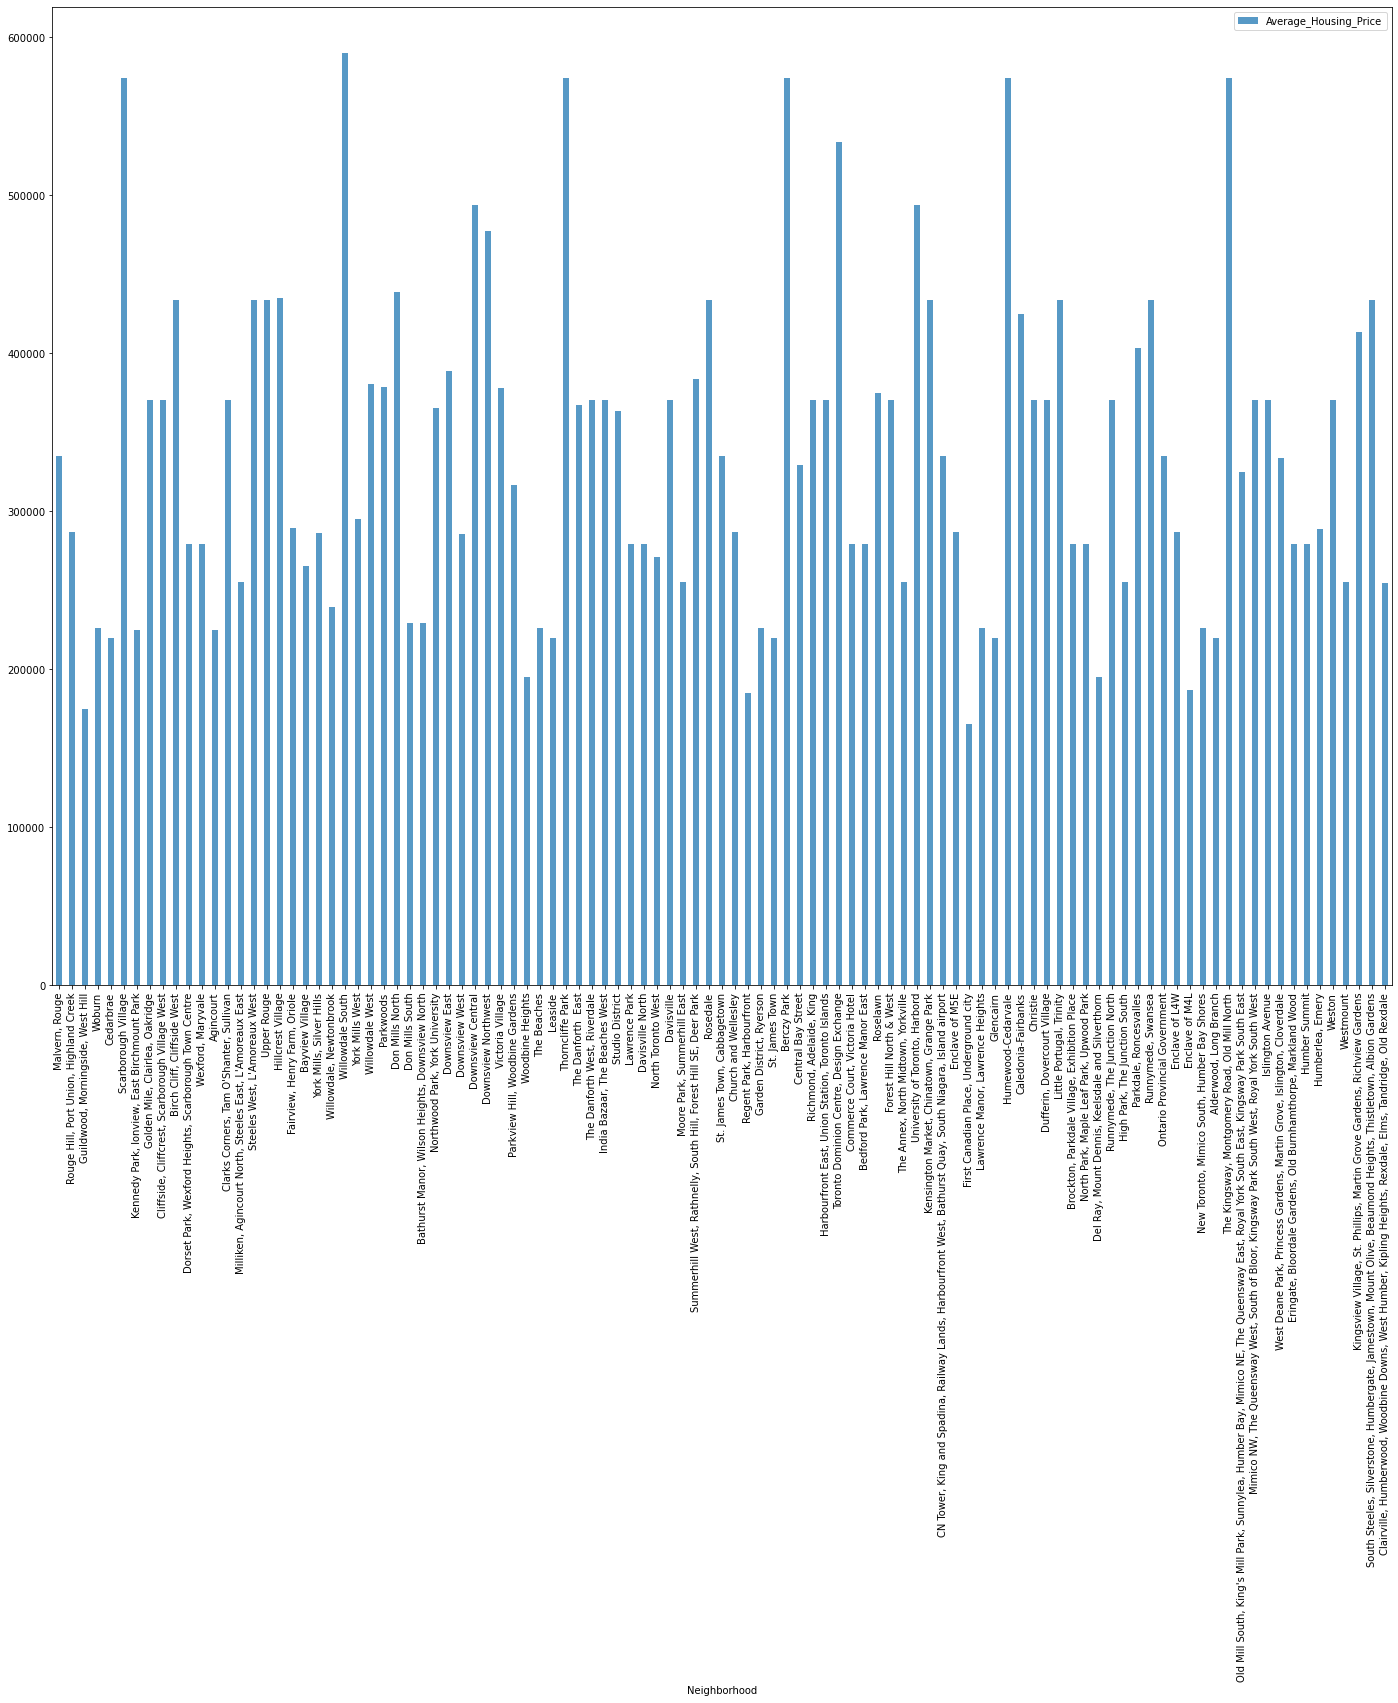 Average_Housing_Price
600000
500000
400000
300000
200000
100000
0
Malvern, Rouge
Rouge Hill, Port Union, Highland Creek
Guildwood, Morningside, West Hill
Woburn
Cedarbrae
Scarborough Village
Kennedy Park, Ionview, East Birchmount Park
Golden Mile, Clairlea, Oakridge
Cliffside, Cliffcrest, Scarborough Village West
Birch Cliff, Cliffside West
Dorset Park, Wexford Heights, Scarborough Town Centre
Wexford, Maryvale
Agincourt
Clarks Corners, Tam O'Shanter, Sullivan
Milliken, Agincourt North, Steeles East, L'Amoreaux East
Steeles West, L'Amoreaux West
Upper Rouge
Hillcrest Village
Fairview, Henry Farm, Oriole
Bayview Village
York Mills, Silver Hills
Willowdale, Newtonbrook
Willowdale South
York Mills West
Willowdale West
Parkwoods
Don Mills North
Don Mills South
Bathurst Manor, Wilson Heights, Downsview North
Northwood Park, York University
Downsview East
Downsview West
Downsview Central
Downsview Northwest
Victoria Village
Parkview Hill, Woodbine Gardens
Woodbine Heights
The Beaches
Leaside
Thorncliffe Park
The Danforth  East
The Danforth West, Riverdale
India Bazaar, The Beaches West
Studio District
Lawrence Park
Davisville North
North Toronto West
Davisville
Moore Park, Summerhill East
Summerhill West, Rathnelly, South Hill, Forest Hill SE, Deer Park
Rosedale
St. James Town, Cabbagetown
Church and Wellesley
Regent Park, Harbourfront
Garden District, Ryerson
St. James Town
Berczy Park
Central Bay Street
Richmond, Adelaide, King
Harbourfront East, Union Station, Toronto Islands
Toronto Dominion Centre, Design Exchange
Commerce Court, Victoria Hotel
Bedford Park, Lawrence Manor East
Roselawn
Forest Hill North & West
The Annex, North Midtown, Yorkville
University of Toronto, Harbord
Kensington Market, Chinatown, Grange Park
CN Tower, King and Spadina, Railway Lands, Harbourfront West, Bathurst Quay, South Niagara, Island airport
Enclave of M5E
First Canadian Place, Underground city
Lawrence Manor, Lawrence Heights
Glencairn
Humewood-Cedarvale
Caledonia-Fairbanks
Christie
Dufferin, Dovercourt Village
Little Portugal, Trinity
Brockton, Parkdale Village, Exhibition Place
North Park, Maple Leaf Park, Upwood Park
Del Ray, Mount Dennis, Keelsdale and Silverthorn
Runnymede, The Junction North
High Park, The Junction South
Parkdale, Roncesvalles
Runnymede, Swansea
Ontario Provincial Government
Enclave of L4W
Enclave of M4L
New Toronto, Mimico South, Humber Bay Shores
Alderwood, Long Branch
The Kingsway, Montgomery Road, Old Mill North
Old Mill South, King's Mill Park, Sunnylea, Humber Bay, Mimico NE, The Queensway East, Royal York South East, Kingsway Park South East
Mimico NW, The Queensway West, South of Bloor, Kingsway Park South West, Royal York South West
Islington Avenue
West Deane Park, Princess Gardens, Martin Grove, Islington, Cloverdale
Eringate, Bloordale Gardens, Old Burnhamthorpe, Markland Wood
Humber Summit
Humberlea, Emery
Weston
Westmount
Kingsview Village, St. Phillips, Martin Grove Gardens, Richview Gardens
South Steeles, Silverstone, Humbergate, Jamestown, Mount Olive, Beaumond Heights, Thistletown, Albion Gardens
Clairville, Humberwood, Woodbine Downs, West Humber, Kipling Heights, Rexdale, Elms, Tandridge, Old Rexdale
Neighborhood